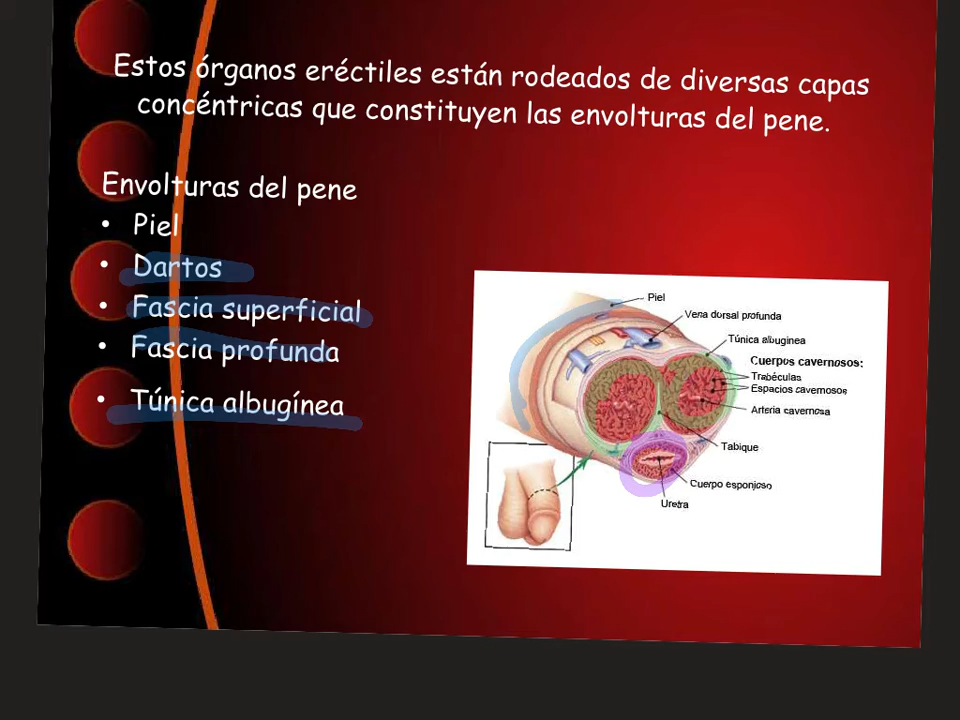 Estos órganos eréctiles están rodeados de diversas capas
concéntricas que constituyen las envolturas del pene.
Envolturas del pene
• Piel
• Dartos
• Fascia superficial
• Fascia profunda
• Túnica albugínea
Piel
Vena dorsal profunda
Túnica albuginea
Cuerpos cavernosos:
Trabéculas
Espacios cavernosos
Arteria cavernosa
Tabique
Cuerpo esponjoso
Uretra